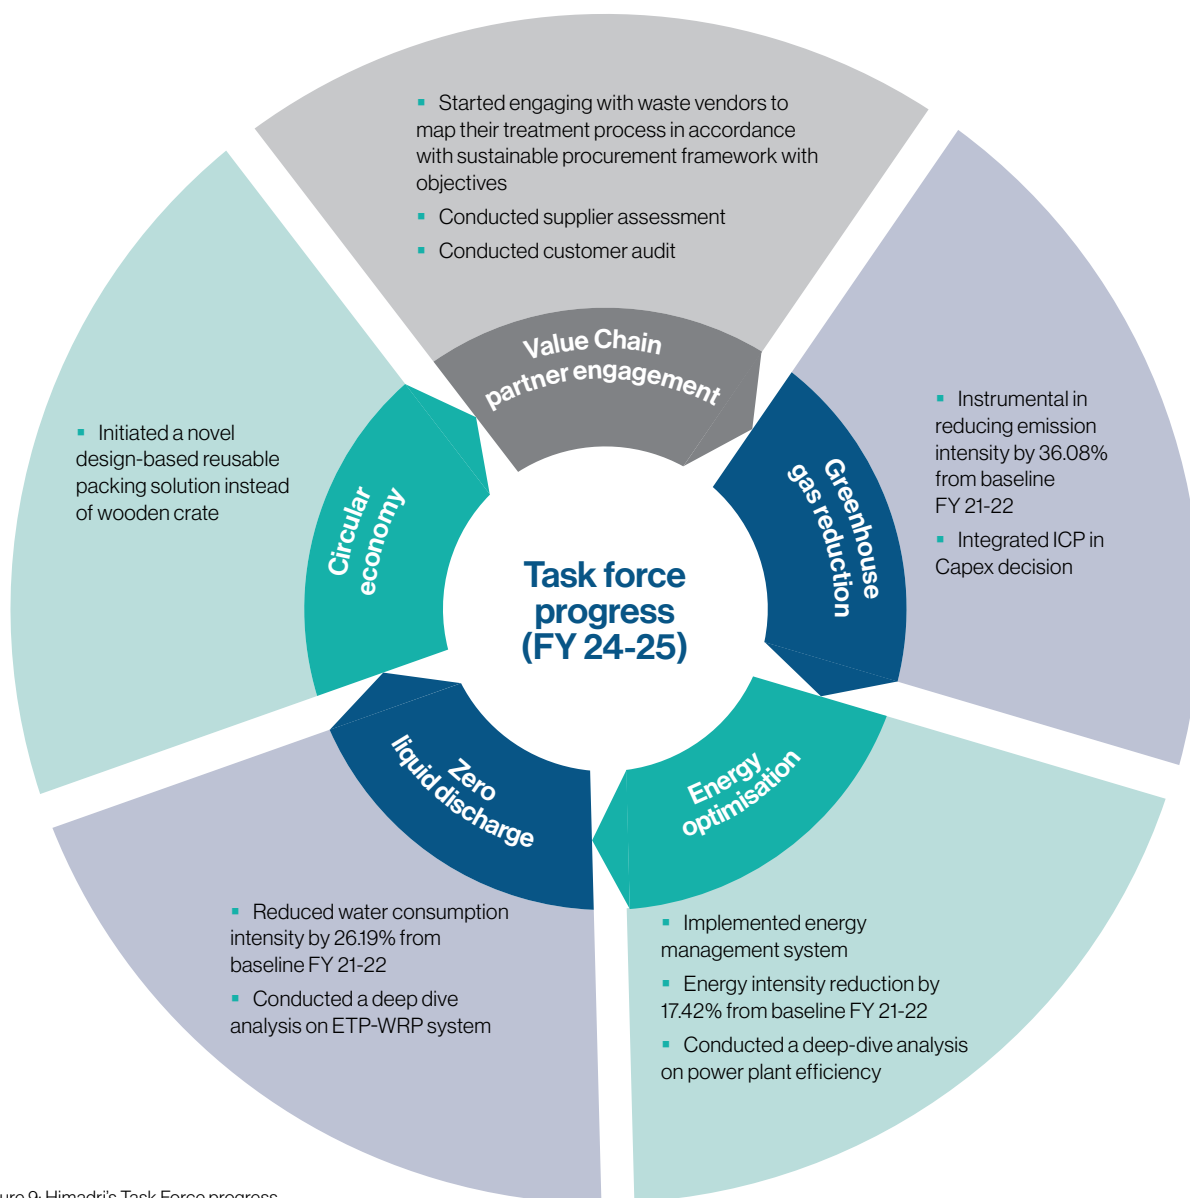 ▪ Started engaging with waste vendors to
map their treatment process in accordance
with sustainable procurement framework with
objectives
▪ Conducted supplier assessment
▪ Conducted customer audit
Value Chain
partner engagement
▪ Instrumental in
reducing emission
intensity by 36.08%
from baseline
FY 21-22
▪ Integrated ICP in
Capex decision
Greenhouse
gas reduction
▪ Initiated a novel
design-based reusable
packing solution instead
of wooden crate
Circular
economy
Task force
progress
(FY 24-25)
Energy
optimisation
▪ Implemented energy
management system
▪ Energy intensity reduction by
17.42% from baseline FY 21-22
▪ Conducted a deep-dive analysis
on power plant efficiency
Zero
liquid discharge
▪ Reduced water consumption
intensity by 26.19% from
baseline FY 21-22
▪ Conducted a deep dive
analysis on ETP-WRP system
ure 9: Himadri's Task Force progress